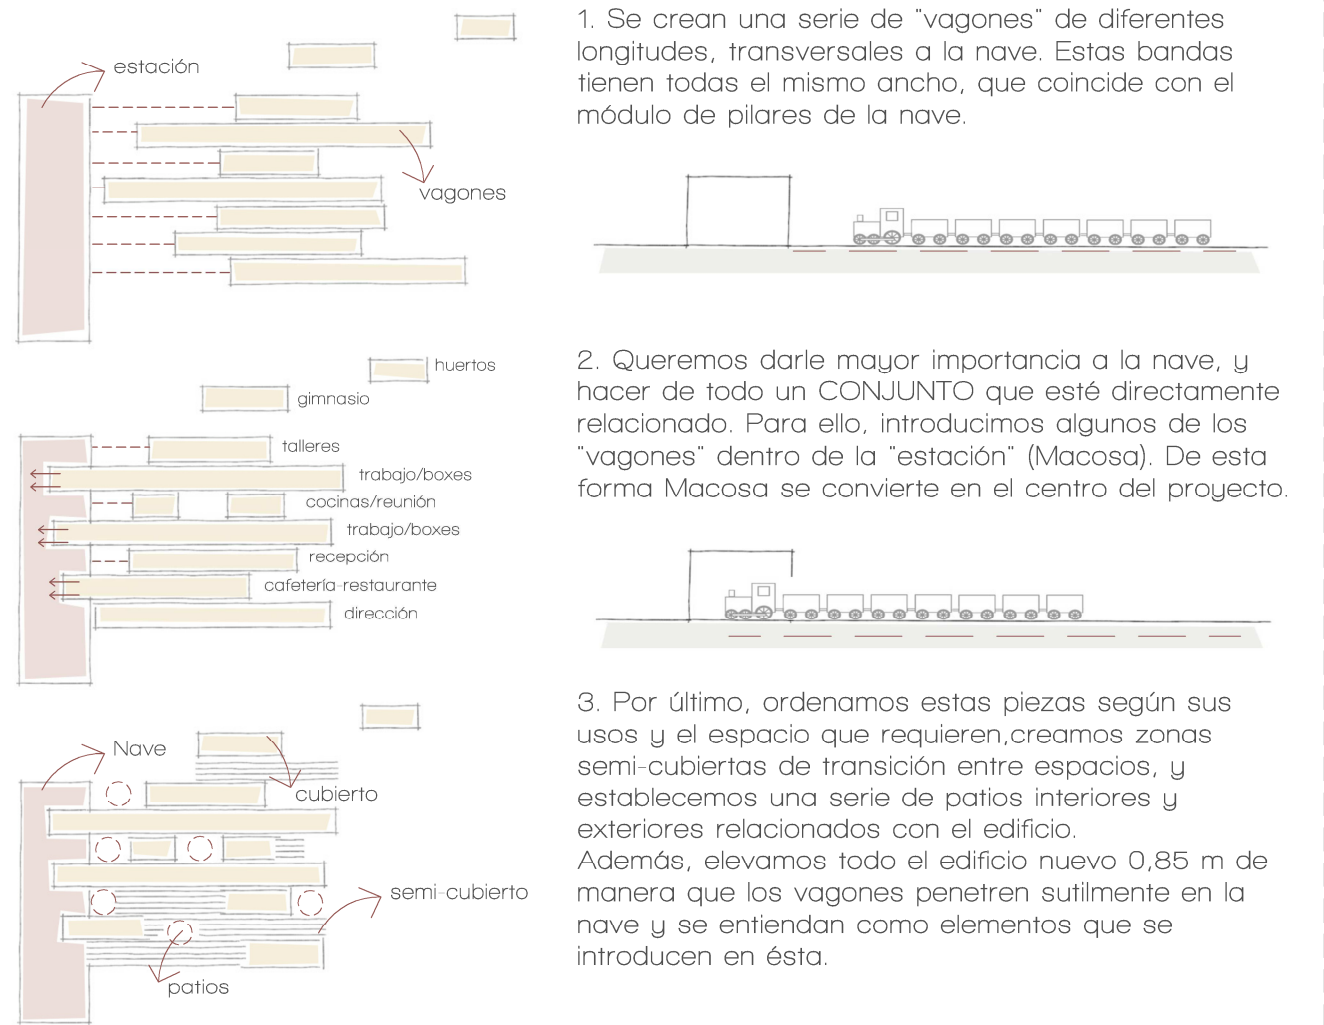 estación
vagones
1. Se crean una serie de "vagones" de diferentes
longitudes, transversales a la nave. Estas bandas
tienen todas el mismo ancho, que coincide con el
módulo de pilares de la nave.
huertos
gimnasio
talleres
trabajo/boxes
cocinas/reunión
trabajo/boxes
recepción
cafetería-restaurante
dirección
2. Queremos darle mayor importancia a la nave, y
hacer de todo un CONJUNTO que esté directamente
relacionado. Para ello, introducimos algunos de los
"vagones" dentro de la "estación" (Macosa). De esta
forma Macosa se convierte en el centro del proyecto.
Nave
cubierto
semi-cubierto
patios
3. Por último, ordenamos estas piezas según sus
usos y el espacio que requieren,creamos zonas
semi-cubiertas de transición entre espacios, y
establecemos una serie de patios interiores y
exteriores relacionados con el edificio.
Además, elevamos todo el edificio nuevo 0,85 m de
manera que los vagones penetren sutilmente en la
nave y se entiendan como elementos que se
introducen en ésta.